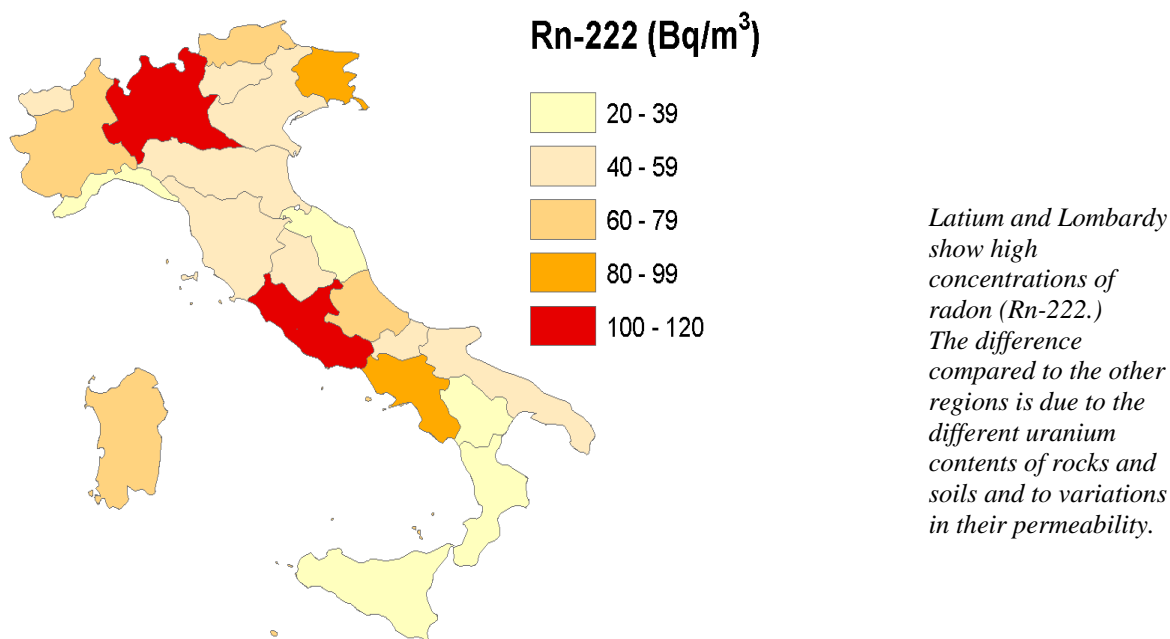 Rn-222 (Bq/m³)
20 - 39
40 - 59
60 - 79
80 - 99
100 - 120
Latium and Lombardy
show high
concentrations of
radon (Rn-222.)
The difference
compared to the other
regions is due to the
different uranium
contents of rocks and
soils and to variations
in their permeability.